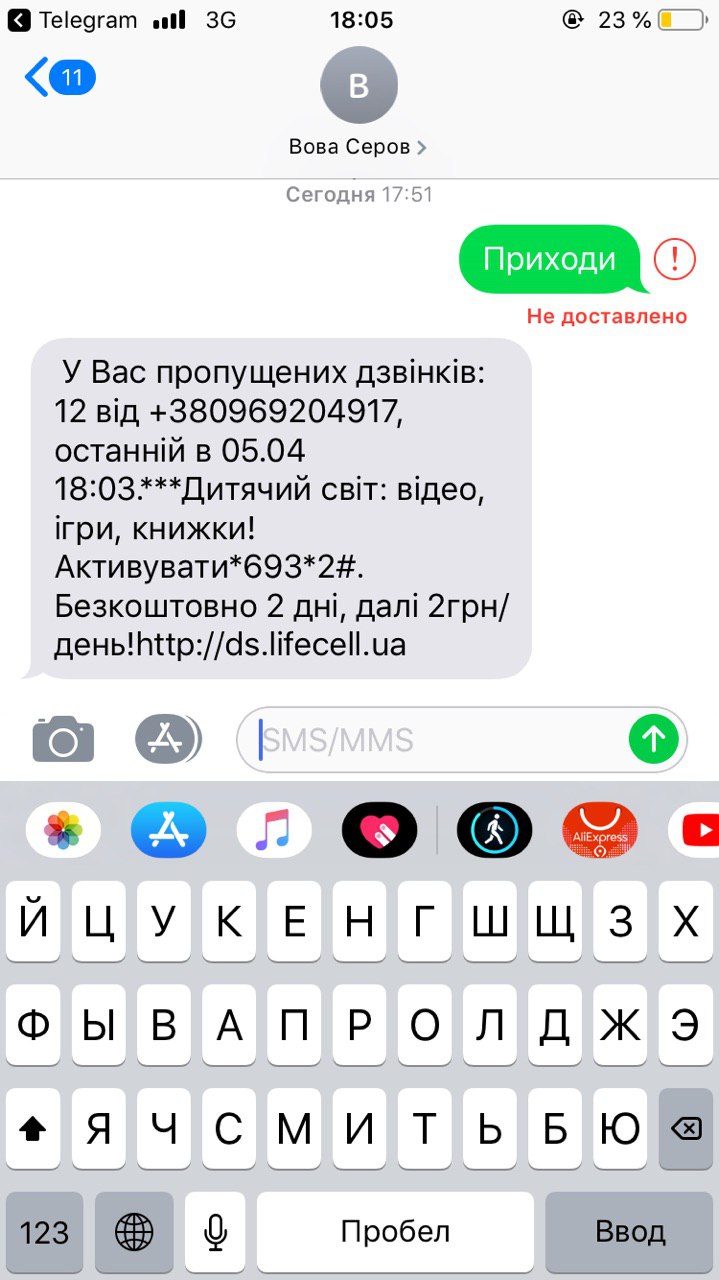 Telegram 3G 18:05 23 %
11
В
Вова Серов
Сегодня 17:51
Приходи
!
Не доставлено
У Вас пропущених дзвінків:
12 від +380969204917,
останній в 05.04
18:03.***Дитячий світ: відео,
ігри, книжки!
Активувати*693*2#.
Безкоштовно 2 дні, далі 2грн/
день!http://ds.lifecell.ua
SMS/MMS
AliExpress
Й Ц У К Е Н Г Ш Щ З Х
Ф Ы В А П Р О Л Д Ж Э
Я Ч С М И Т Ь Б Ю
123 Пробел Ввод